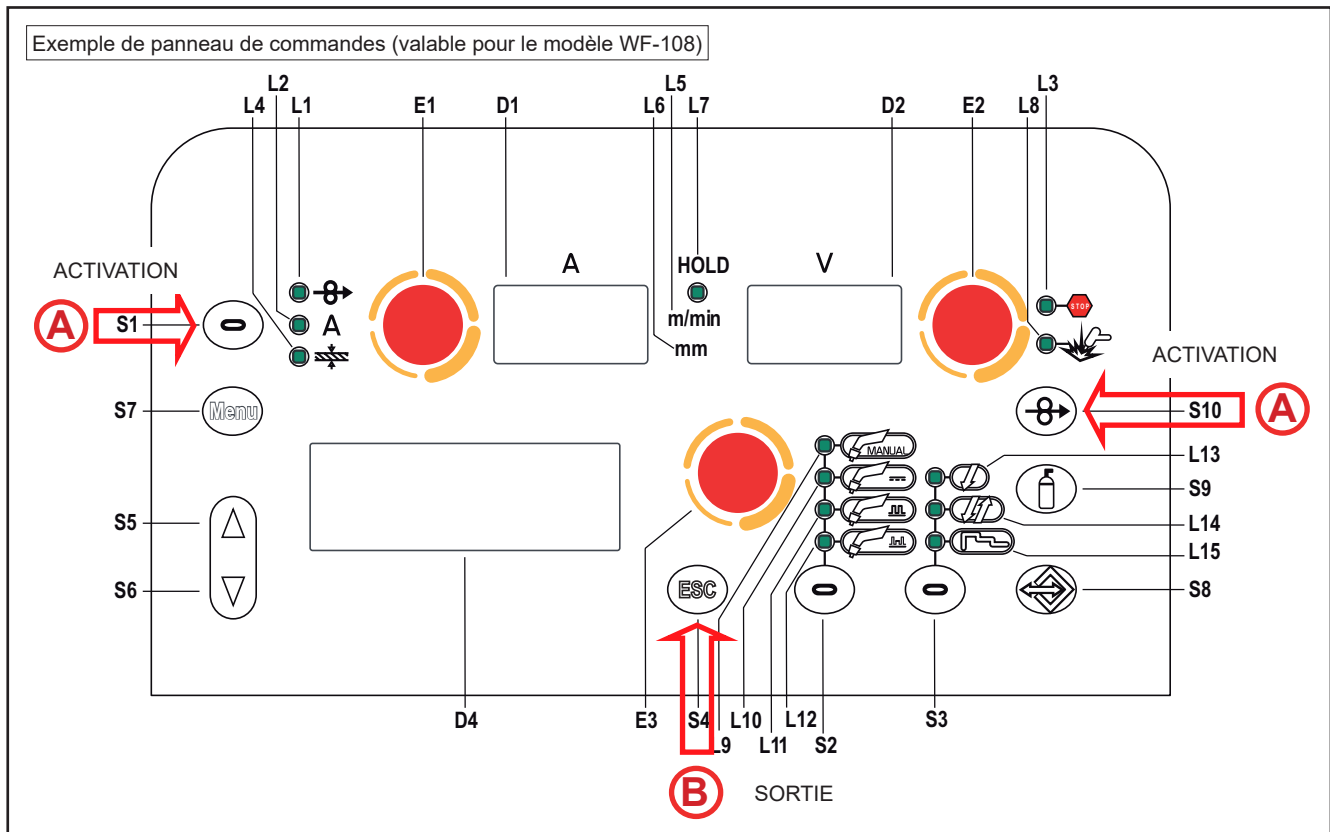 Exemple de panneau de commandes (valable pour le modèle WF-108)
L2 L5 L3
L4 L1 E1 D1 L6 L7 D2 E2 L8
A HOLD V
ACTIVATION
STOP
A S1 A m/min
mm
ACTIVATION
S7 Menu S10 A
MANUAL
L13
S9
S5 L14
L15
S6 ESC S8
D4 E3 S4 L10 L12 S3
L9 L11 S2
B SORTIE